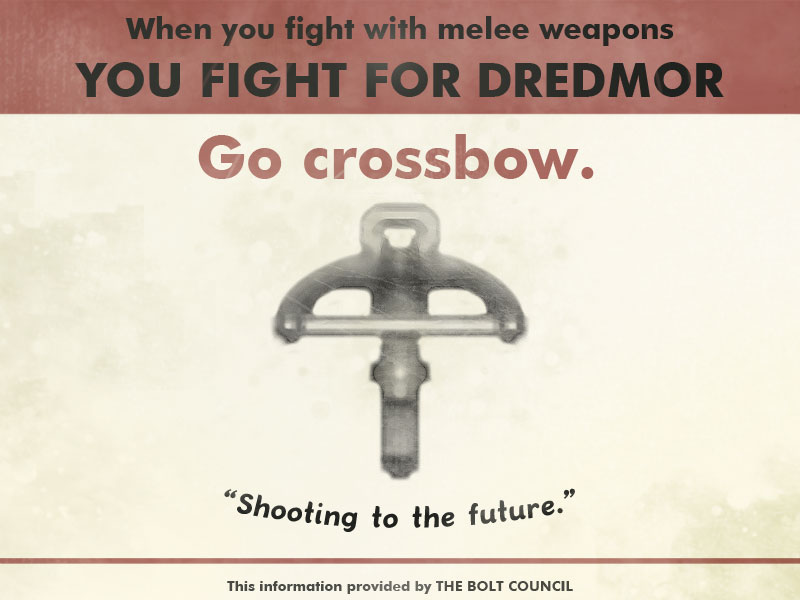 When you fight with melee weapons
YOU FIGHT FOR DREDMOR
Go crossbow.
“Shooting to the future.”
This information provided by THE BOLT COUNCIL